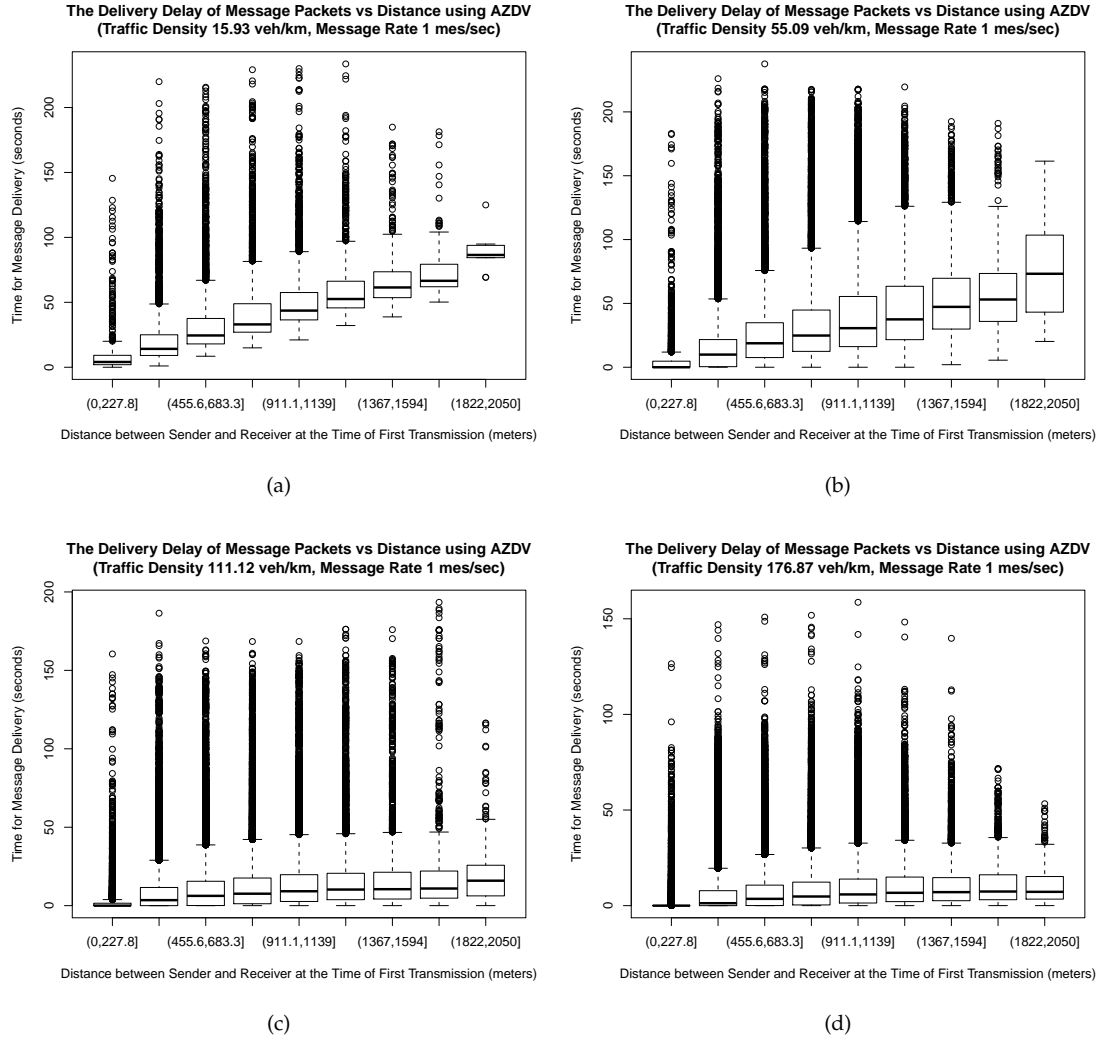 The Delivery Delay of Message Packets vs Distance using AZDV
(Traffic Density 15.93 veh/km, Message Rate 1 mes/sec)
Time for Message Delivery (seconds)
200
150
100
50
0
(0,227.8] (455.6,683.3] (911.1,1139] (1367,1594] (1822,2050]
Distance between Sender and Receiver at the Time of First Transmission (meters)
(a)
The Delivery Delay of Message Packets vs Distance using AZDV
(Traffic Density 55.09 veh/km, Message Rate 1 mes/sec)
Time for Message Delivery (seconds)
200
150
100
50
0
(0,227.8] (455.6,683.3] (911.1,1139] (1367,1594] (1822,2050]
Distance between Sender and Receiver at the Time of First Transmission (meters)
(b)
The Delivery Delay of Message Packets vs Distance using AZDV
(Traffic Density 111.12 veh/km, Message Rate 1 mes/sec)
Time for Message Delivery (seconds)
200
150
100
50
0
(0,227.8] (455.6,683.3] (911.1,1139] (1367,1594] (1822,2050]
Distance between Sender and Receiver at the Time of First Transmission (meters)
(c)
The Delivery Delay of Message Packets vs Distance using AZDV
(Traffic Density 176.87 veh/km, Message Rate 1 mes/sec)
Time for Message Delivery (seconds)
150
100
50
0
(0,227.8] (455.6,683.3] (911.1,1139] (1367,1594] (1822,2050]
Distance between Sender and Receiver at the Time of First Transmission (meters)
(d)